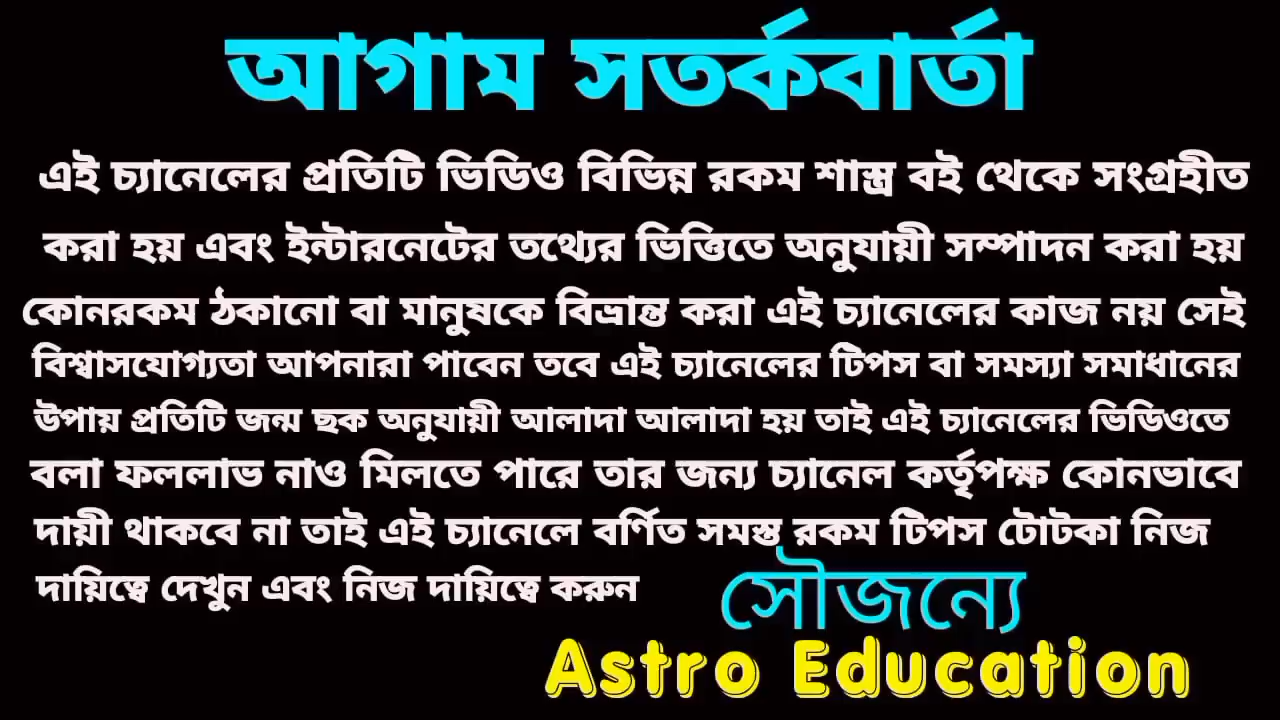 আগাম সতর্কবার্তা
এই চ্যানেলের প্রতিটি ভিডিও বিভিন্ন রকম শাস্ত্র বই থেকে সংগ্রহীত
করা হয় এবং ইন্টারনেটের তথ্যের ভিত্তিতে অনুযায়ী সম্পাদন করা হয়
কোনরকম ঠকানো বা মানুষকে বিভ্রান্ত করা এই চ্যানেলের কাজ নয় সেই
বিশ্বাসযোগ্যতা আপনারা পাবেন তবে এই চ্যানেলের টিপস বা সমস্যা সমাধানের
উপায় প্রতিটি জন্ম ছক অনুযায়ী আলাদা আলাদা হয় তাই এই চ্যানেলের ভিডিওতে
বলা ফললাভ নাও মিলতে পারে তার জন্য চ্যানেল কর্তৃপক্ষ কোনভাবে
দায়ী থাকবে না তাই এই চ্যানেলে বর্ণিত সমস্ত রকম টিপস টোটকা নিজ
দায়িত্বে দেখুন এবং নিজ দায়িত্বে করুন
সৌজন্যে
Astro Education